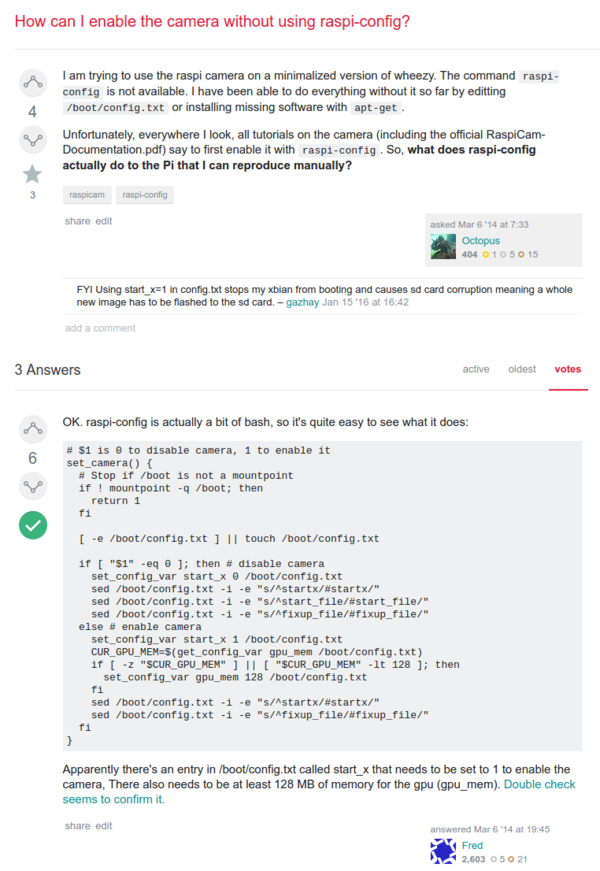 How can I enable the camera without using raspi-config?
I am trying to use the raspi camera on a minimalized version of wheezy. The command raspi-
config is not available. I have been able to do everything without it so far by editting
/boot/config.txt or installing missing software with apt-get .
4
Unfortunately, everywhere I look, all tutorials on the camera (including the official RaspiCam-
Documentation.pdf) say to first enable it with raspi-config . So, what does raspi-config
actually do to the Pi that I can reproduce manually?
3
raspicam raspi-config
share edit
asked Mar 6 '14 at 7:33
Octopus
404 1 5 15
FYI Using start_x=1 in config.txt stops my xbian from booting and causes sd card corruption meaning a whole
new image has to be flashed to the sd card. – gazhay Jan 15 '16 at 16:42
add a comment
3 Answers
active oldest votes
OK. raspi-config is actually a bit of bash, so it's quite easy to see what it does:
6
# $1 is 0 to disable camera, 1 to enable it
set_camera() {
# Stop if /boot is not a mountpoint
if ! mountpoint -q /boot; then
return 1
fi
[ -e /boot/config.txt ] || touch /boot/config.txt
if [ "$1" -eq 0 ]; then # disable camera
set_config_var start_x 0 /boot/config.txt
sed /boot/config.txt -i -e "s/^startx/#startx/"
sed /boot/config.txt -i -e "s/^start_file/#start_file/"
sed /boot/config.txt -i -e "s/^fixup_file/#fixup_file/"
else # enable camera
set_config_var start_x 1 /boot/config.txt
CUR_GPU_MEM=$(get_config_var gpu_mem /boot/config.txt)
if [ -z "$CUR_GPU_MEM" ] || [ "$CUR_GPU_MEM" -lt 128 ]; then
set_config_var gpu_mem 128 /boot/config.txt
fi
sed /boot/config.txt -i -e "s/^startx/#startx/"
sed /boot/config.txt -i -e "s/^fixup_file/#fixup_file/"
fi
}
Apparently there's an entry in /boot/config.txt called start_x that needs to be set to 1 to enable the
camera, There also needs to be at least 128 MB of memory for the gpu (gpu_mem). Double check
seems to confirm it.
share edit
answered Mar 6 '14 at 19:45
Fred
2,603 5 21